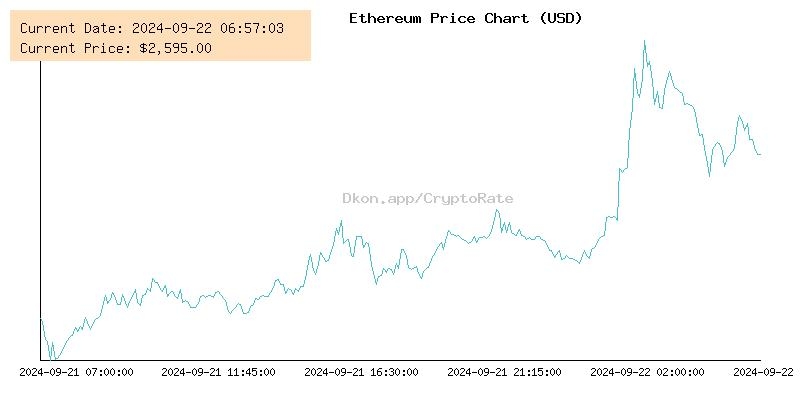 Ethereum Price Chart (USD)
Current Date: 2024-09-22 06:57:03
Current Price: $2,595.00
Dkon.app/CryptoRate
2024-09-21 07:00:00 2024-09-21 11:45:00 2024-09-21 16:30:00 2024-09-21 21:15:00 2024-09-22 02:00:00 2024-09-22